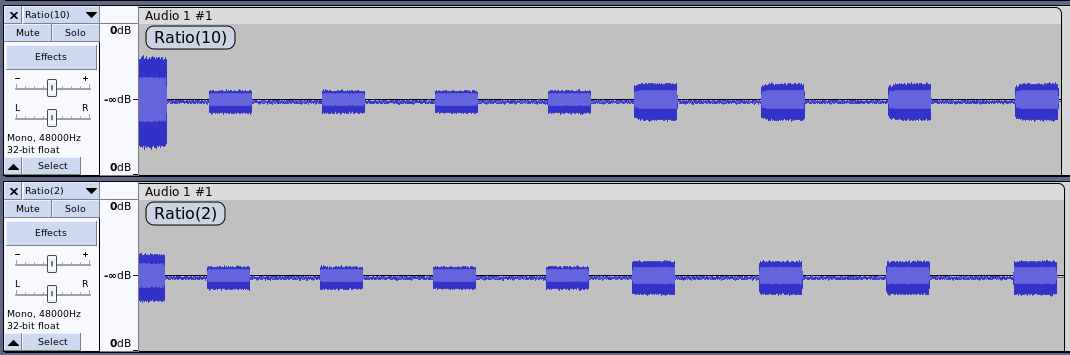 Ratio(10)
Audio 1 #1
Mute Solo
0dB
Ratio(10)
Effects
- +
-∞dB
L R
Mono, 48000Hz
32-bit float
Select
0dB
Ratio(2)
Audio 1 #1
Mute Solo
0dB
Ratio(2)
Effects
- +
-∞dB
L R
Mono, 48000Hz
32-bit float
Select
0dB